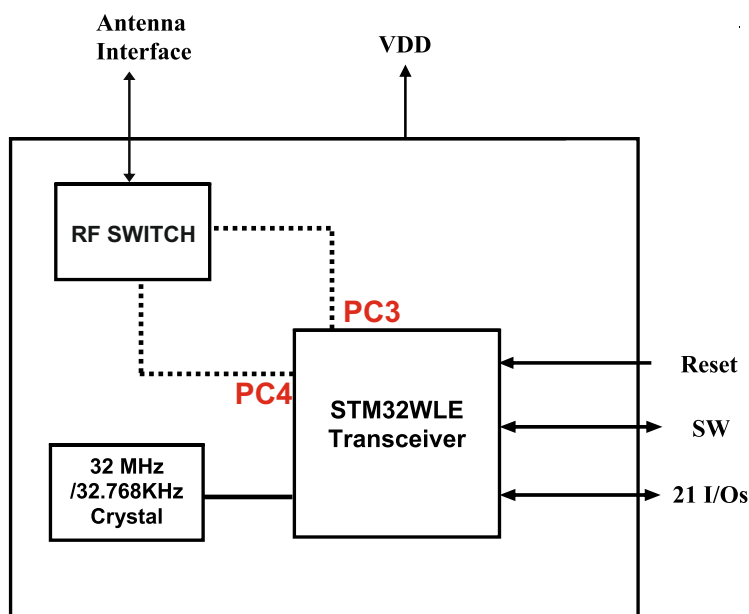 Antenna
Interface
VDD
RF SWITCH
PC3
PC4
STM32WLE
Transceiver
Reset
SW
21 I/Os
32 MHz
/32.768KHz
Crystal